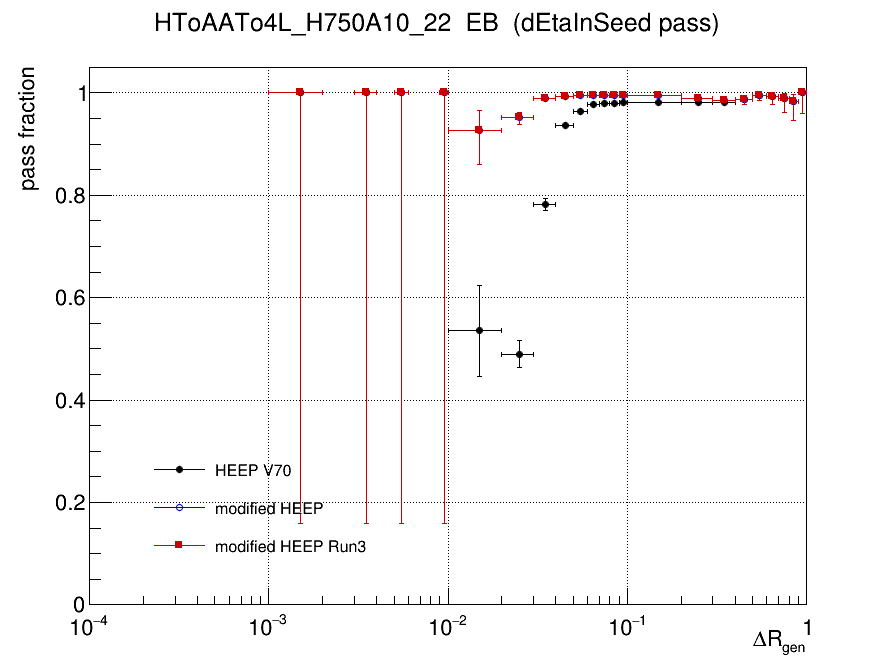 HToAATo4L_H750A10_22 EB (dEtaInSeed pass)
pass fraction
1
0.8
0.6
0.4
0.2
0
HEEP V70
modified HEEP
modified HEEP Run3
10⁻⁴ 10⁻³ 10⁻² 10⁻¹ 1
ΔR_gen